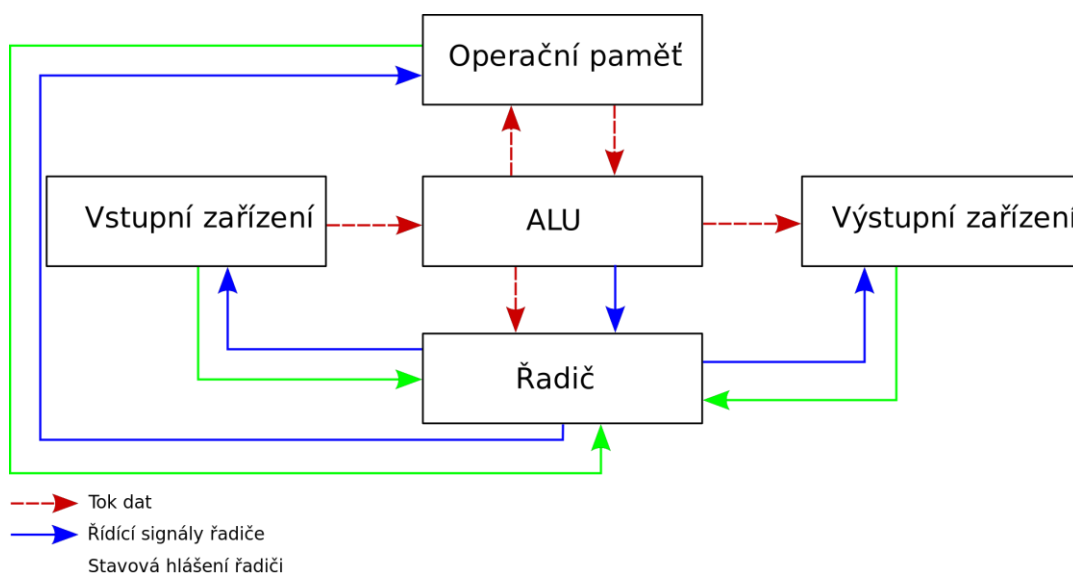 Operační paměť
Vstupní zařízení
ALU
Výstupní zařízení
Řadič
Tok dat
Řídící signály řadiče
Stavová hlášení řadiči